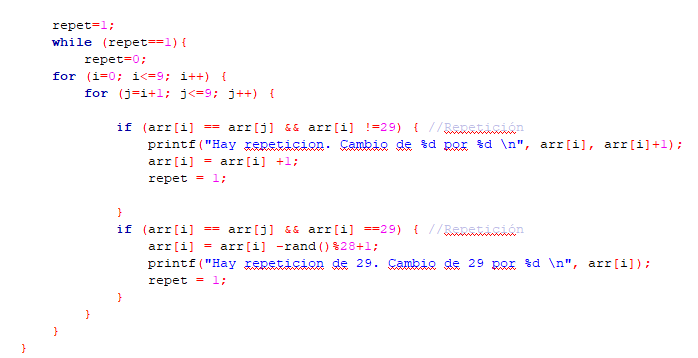 repet=1;
while (repet==1){
repet=0;
for (i=0; i<=9; i++) {
for (j=i+1; j<=9; j++) {
if (arr[i] == arr[j] && arr[i] !=29) { //Repetición
printf("Hay repeticion. Cambio de %d por %d \n", arr[i], arr[i]+1);
arr[i] = arr[i] +1;
repet = 1;
}
if (arr[i] == arr[j] && arr[i] ==29) { //Repetición
arr[i] = arr[i] -rand()%28+1;
printf("Hay repeticion de 29. Cambio de 29 por %d \n", arr[i]);
repet = 1;
}
}
}
}